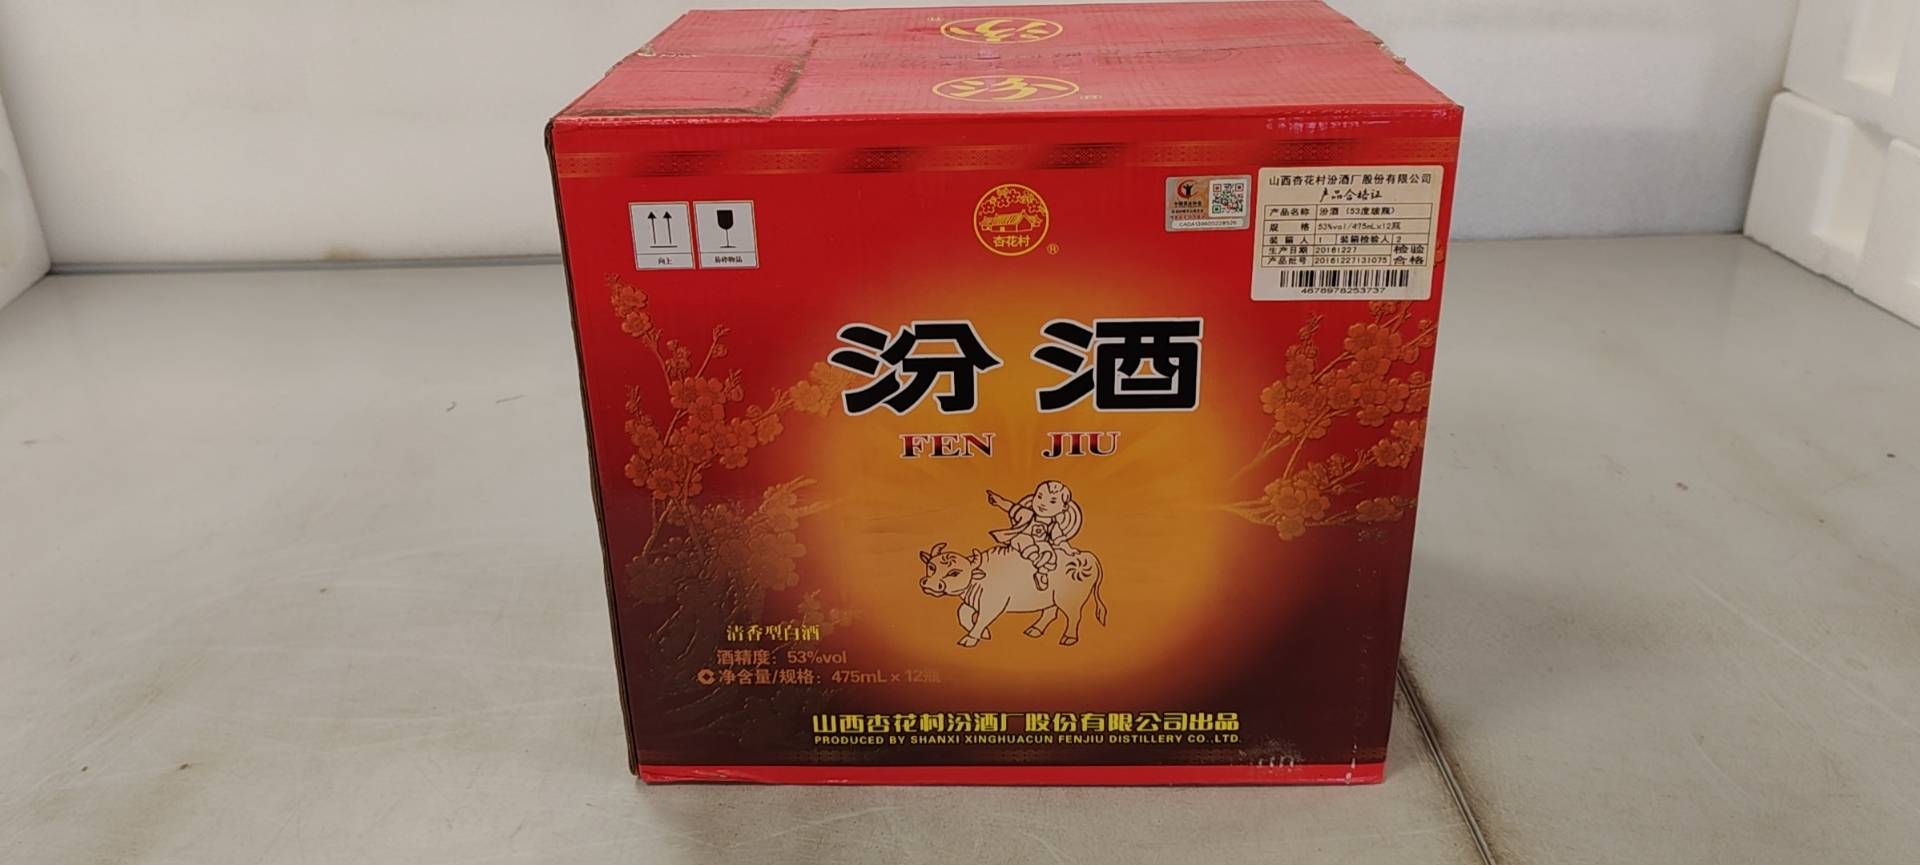 汾 ®
汾 ®
向上
易碎物品
杏花村 ®
山西杏花村汾酒厂股份有限公司
产品合格证
产品名称 汾酒（53度玻瓶）
规 格 53%vol/475mLx12瓶
装箱人 1 装箱检验人 2
生产日期 20161227 检验
产品批号 20161227131075 合格
4678978253737
汾酒
FEN JIU
清香型白酒
酒精度：53%vol
净含量/规格：475mL×12瓶
山西杏花村汾酒厂股份有限公司出品
PRODUCED BY SHANXI XINGHUACUN FENJIU DISTILLERY CO.,LTD.